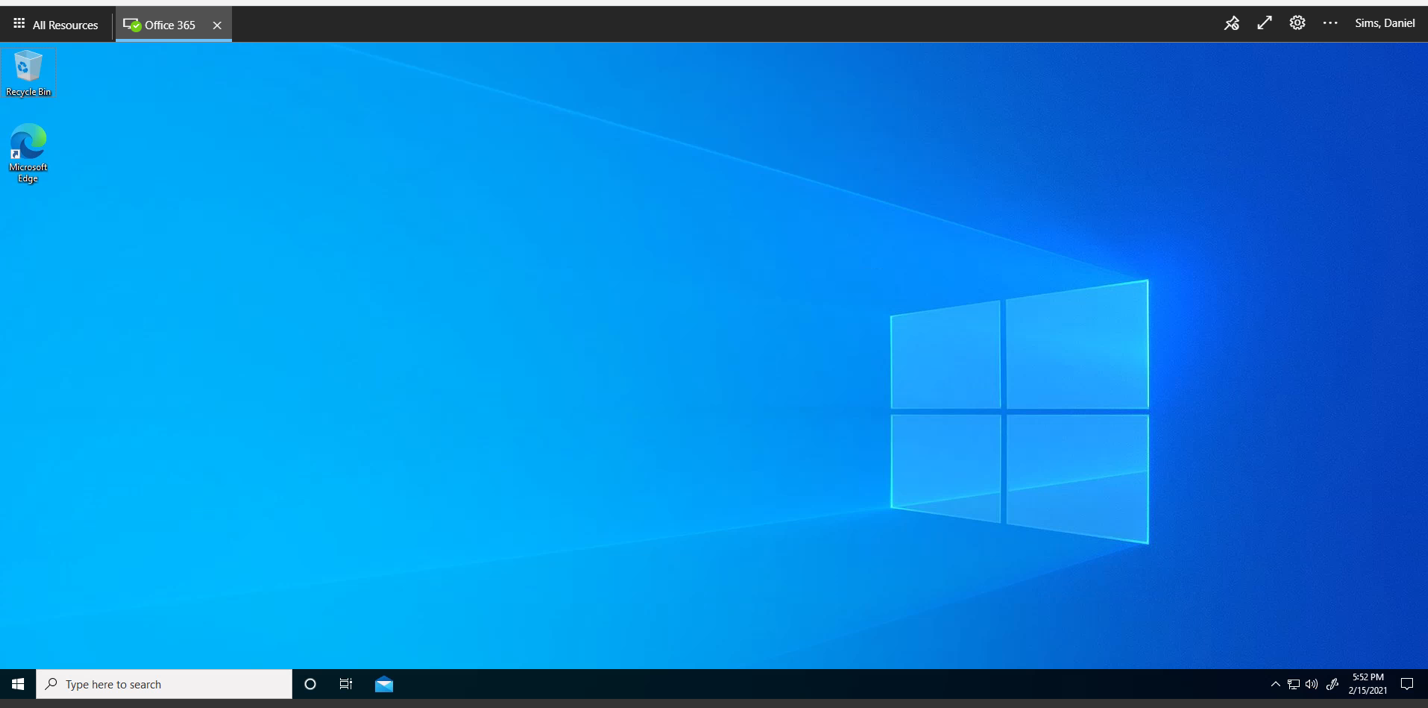 All Resources
Office 365
Sims, Daniel
Recycle Bin
Microsoft
Edge
Type here to search
5:52 PM
2/15/2021